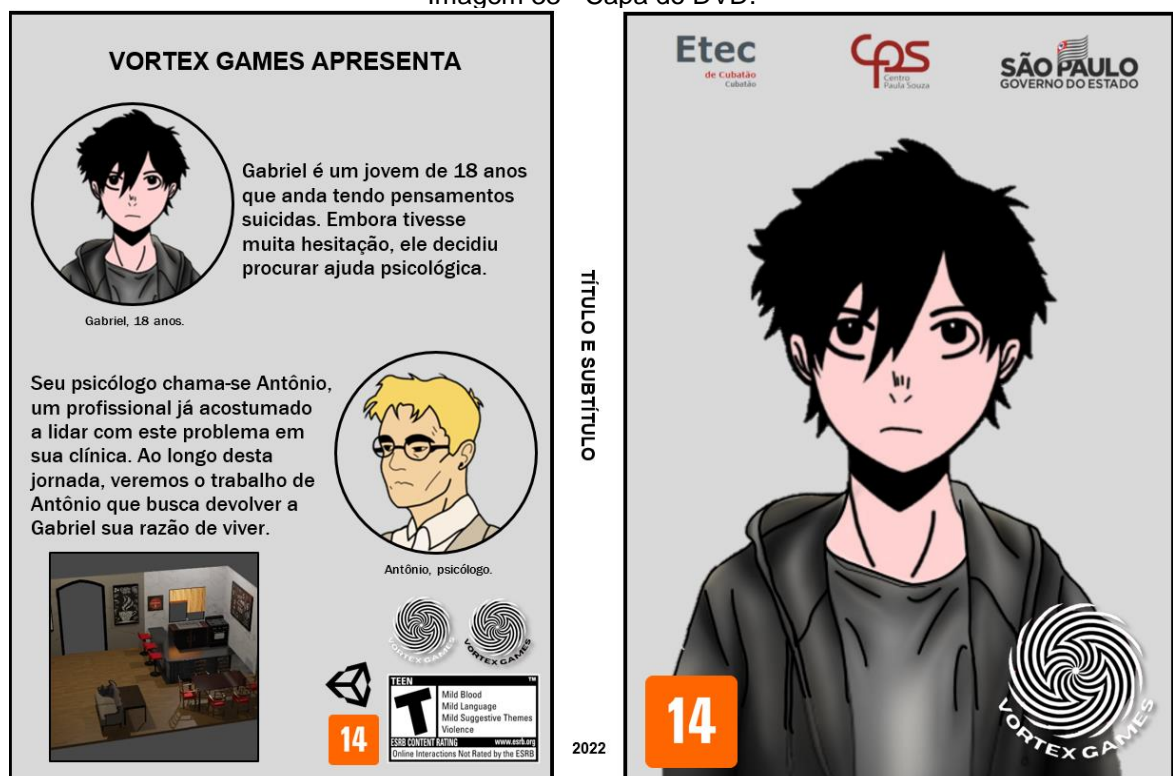 VORTEX GAMES APRESENTA
Gabriel é um jovem de 18 anos
que anda tendo pensamentos
suicidas. Embora tivesse
muita hesitação, ele decidiu
procurar ajuda psicológica.
Gabriel, 18 anos.
Seu psicólogo chama-se Antônio,
um profissional já acostumado
a lidar com este problema em
sua clínica. Ao longo desta
jornada, veremos o trabalho de
Antônio que busca devolver a
Gabriel sua razão de viver.
Antônio, psicólogo.
VORTEX GAMES
VORTEX GAMES
14
TEEN
TM
T
Mild Blood
Mild Language
Mild Suggestive Themes
Violence
ESRB CONTENT RATING
www.esrb.org
Online Interactions Not Rated by the ESRB
TÍTULO E SUBTÍTULO
2022
Etec
de Cubatão
Cubatão
CPS
Centro
Paula Souza
SÃO PAULO
GOVERNO DO ESTADO
14
VORTEX GAMES